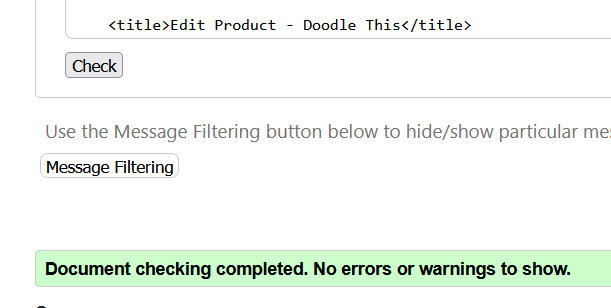 <title>Edit Product - Doodle This</title>
Check
Use the Message Filtering button below to hide/show particular
Message Filtering
Document checking completed. No errors or warnings to show.